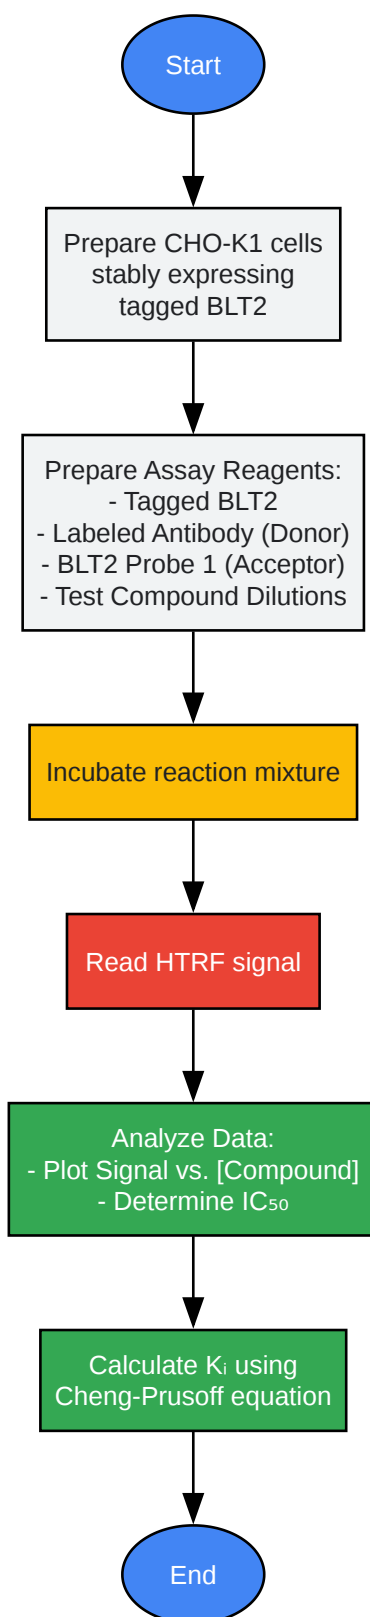 Start
Prepare CHO-K1 cells
stably expressing
tagged BLT2
Prepare Assay Reagents:
- Tagged BLT2
- Labeled Antibody (Donor)
- BLT2 Probe 1 (Acceptor)
- Test Compound Dilutions
Incubate reaction mixture
Read HTRF signal
Analyze Data:
- Plot Signal vs. [Compound]
- Determine IC₅₀
Calculate Kᵢ using
Cheng-Prusoff equation
End